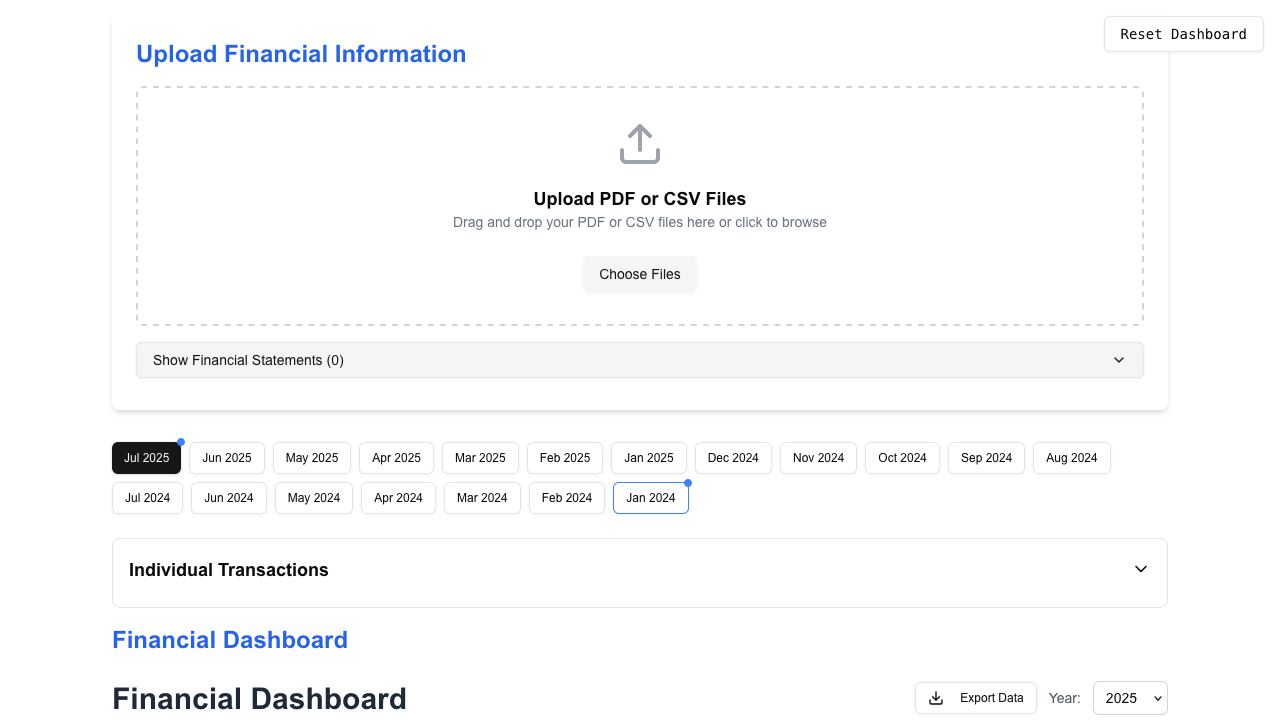 Reset Dashboard
Upload Financial Information
Upload PDF or CSV Files
Drag and drop your PDF or CSV files here or click to browse
Choose Files
Show Financial Statements (0)
Jul 2025 Jun 2025 May 2025 Apr 2025 Mar 2025 Feb 2025 Jan 2025 Dec 2024 Nov 2024 Oct 2024 Sep 2024 Aug 2024
Jul 2024 Jun 2024 May 2024 Apr 2024 Mar 2024 Feb 2024 Jan 2024
Individual Transactions
Financial Dashboard
Financial Dashboard Export Data Year: 2025